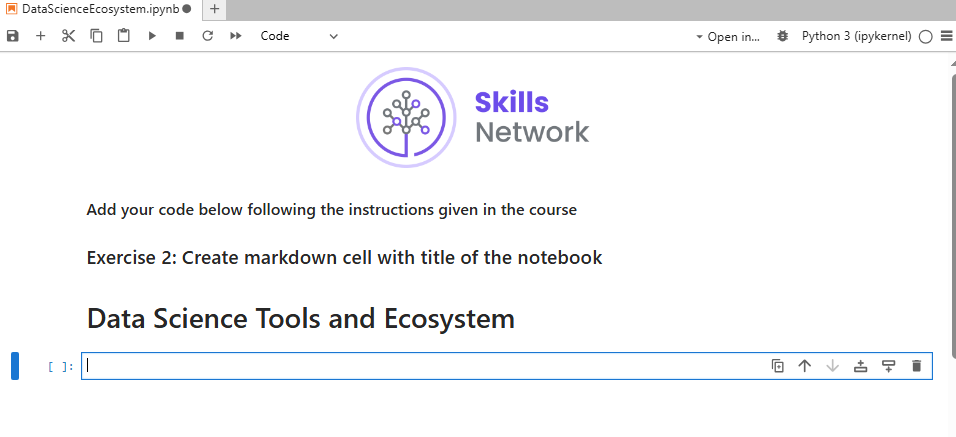 DataScienceEcosystem.ipynb
Code
Open in...
Python 3 (ipykernel)
Skills
Network
Add your code below following the instructions given in the course
Exercise 2: Create markdown cell with title of the notebook
Data Science Tools and Ecosystem
[ ]: